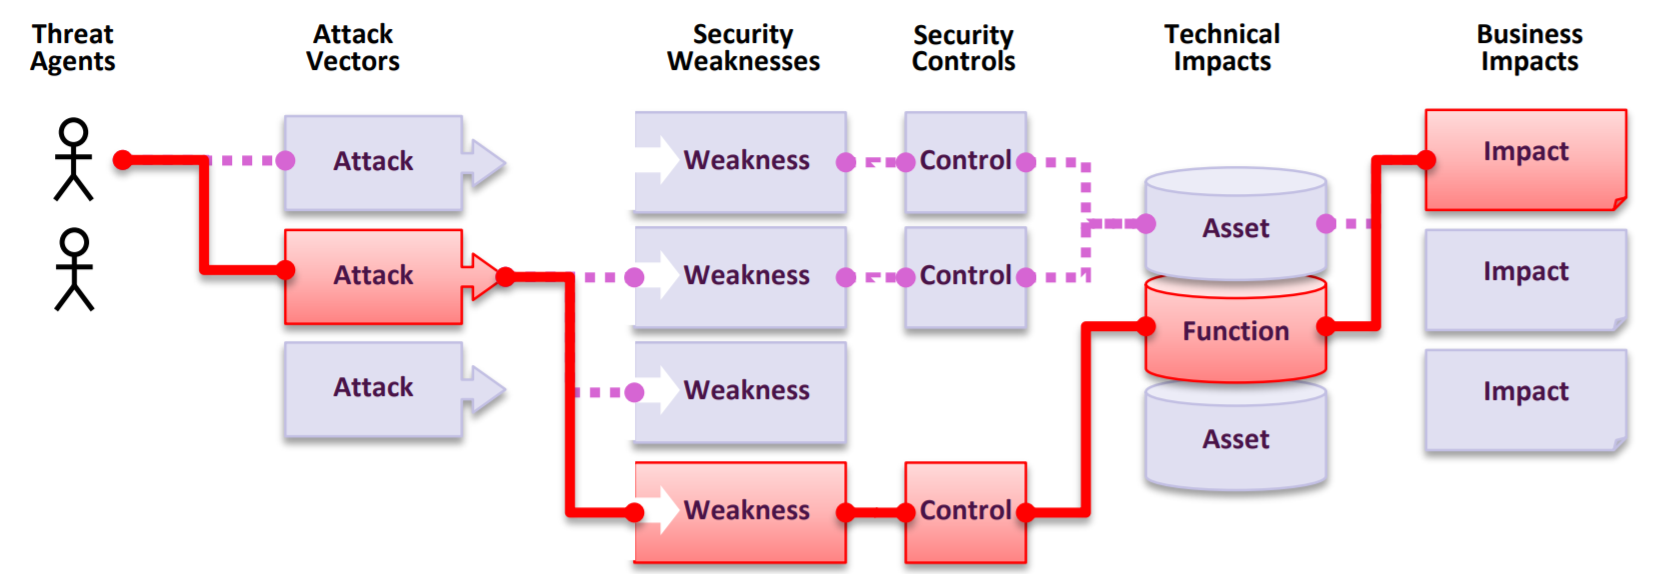 Threat
Agents
Attack
Vectors
Security
Weaknesses
Security
Controls
Technical
Impacts
Business
Impacts
Attack
Weakness
Control
Impact
Asset
Attack
Weakness
Control
Impact
Function
Attack
Weakness
Impact
Asset
Weakness
Control